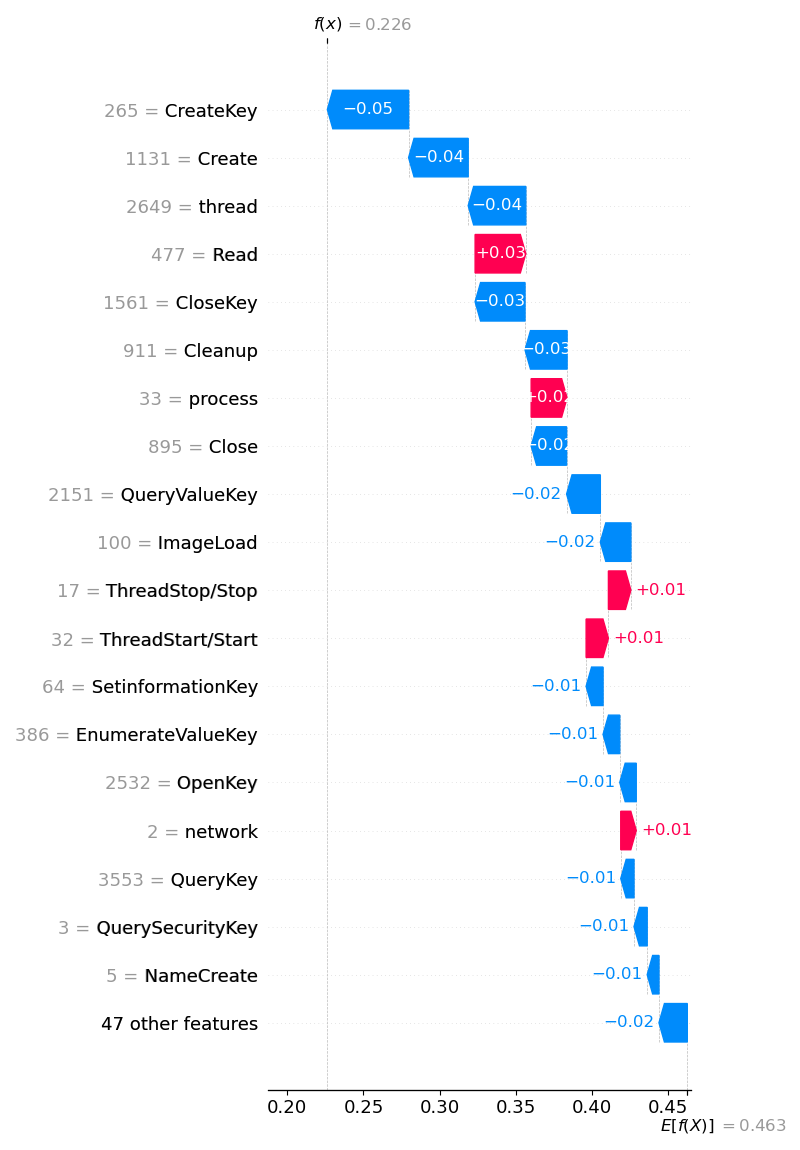 f(x) = 0.226
265 = CreateKey −0.05
1131 = Create −0.04
2649 = thread −0.04
477 = Read +0.03
1561 = CloseKey −0.03
911 = Cleanup −0.03
33 = process +0.02
895 = Close −0.02
2151 = QueryValueKey −0.02
100 = ImageLoad −0.02
17 = ThreadStop/Stop +0.01
32 = ThreadStart/Start +0.01
64 = SetinformationKey −0.01
386 = EnumerateValueKey −0.01
2532 = OpenKey −0.01
2 = network +0.01
3553 = QueryKey −0.01
3 = QuerySecurityKey −0.01
5 = NameCreate −0.01
47 other features −0.02
0.20 0.25 0.30 0.35 0.40 0.45
E[f(X)] = 0.463